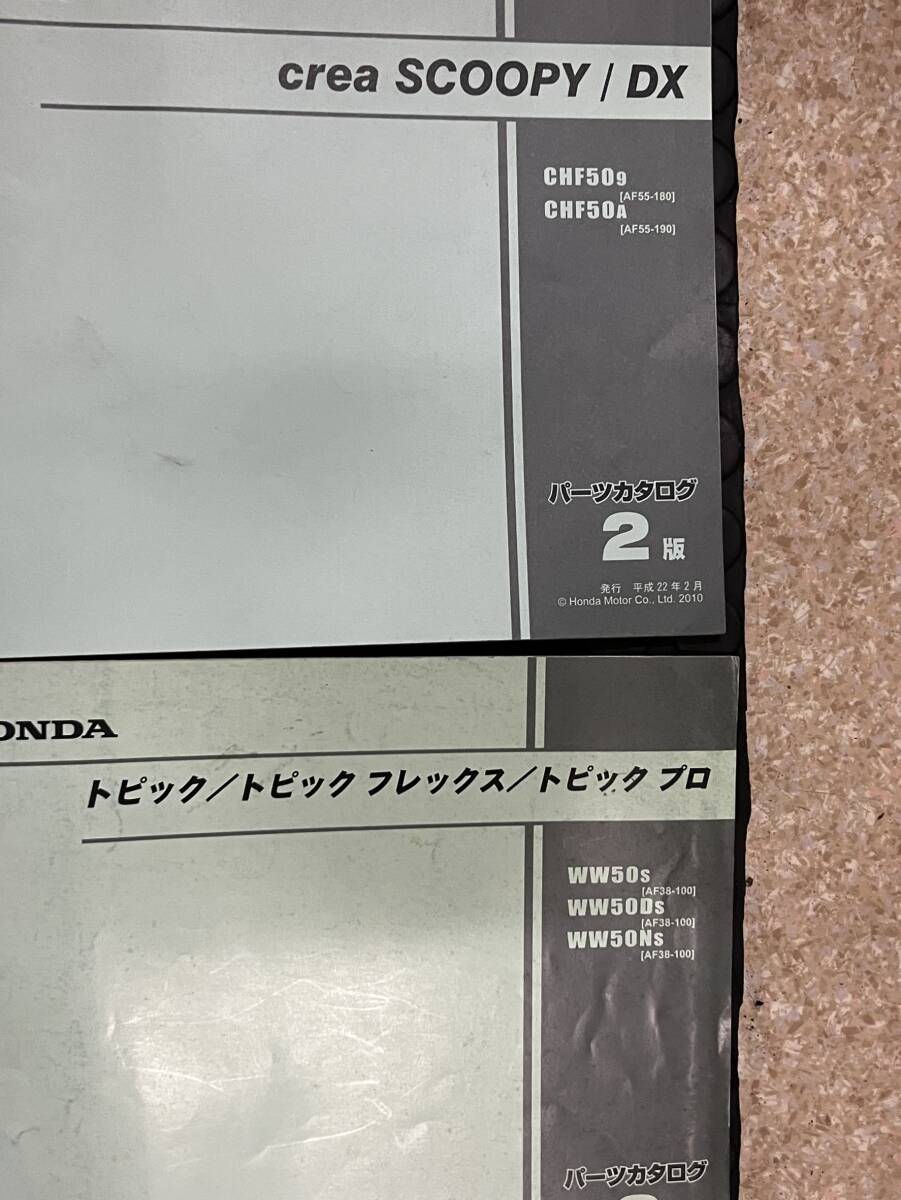 crea SCOOPY / DX
CHF509
[AF55-180]
CHF50A
[AF55-190]
パーツカタログ
2版
発行 平成22年2月
© Honda Motor Co., Ltd. 2010
ONDA
トピック/トピック フレックス/トピック プロ
WW50S
[AF38-100]
WW50DS
[AF38-100]
WW50NS
[AF38-100]
パーツカタログ